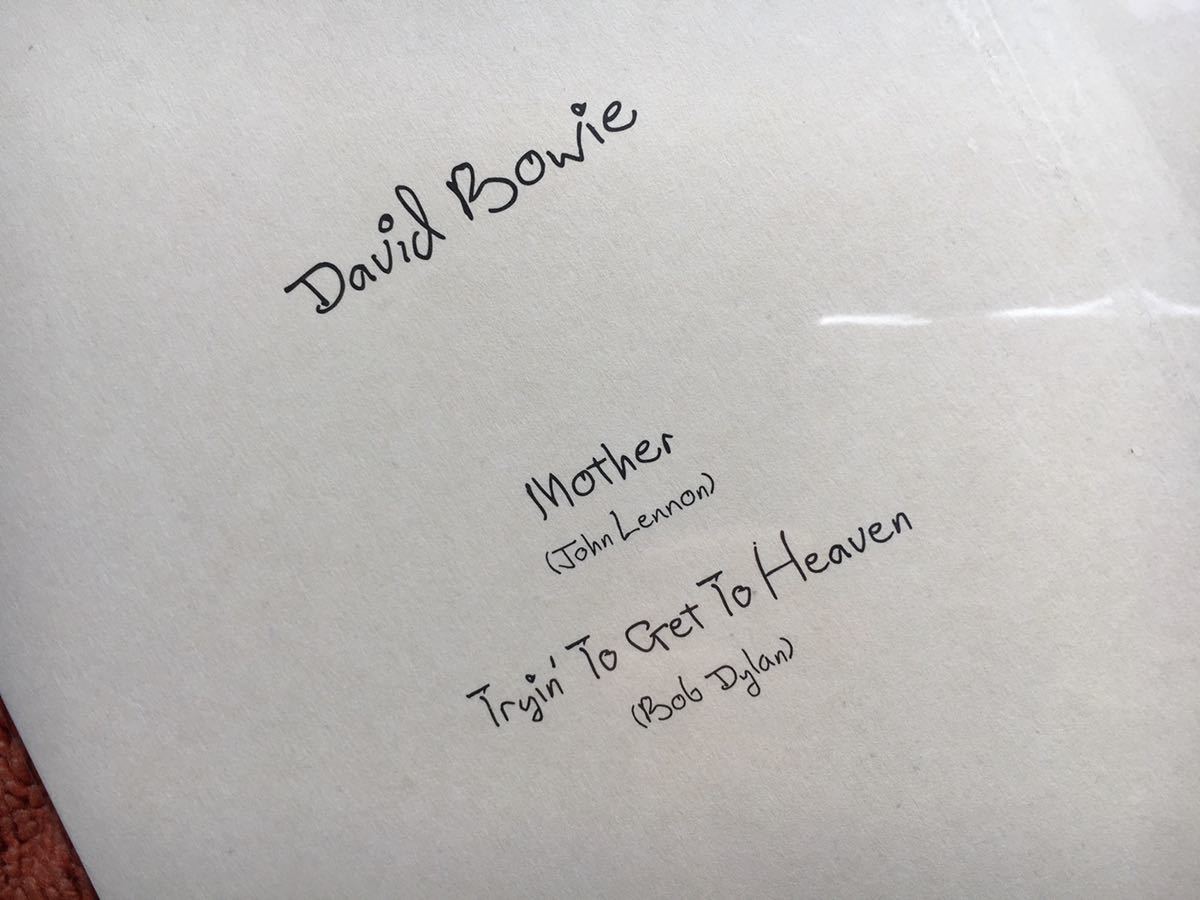 David Bowie
Mother
(John Lennon)
Tryin' To Get To Heaven
(Bob Dylan)